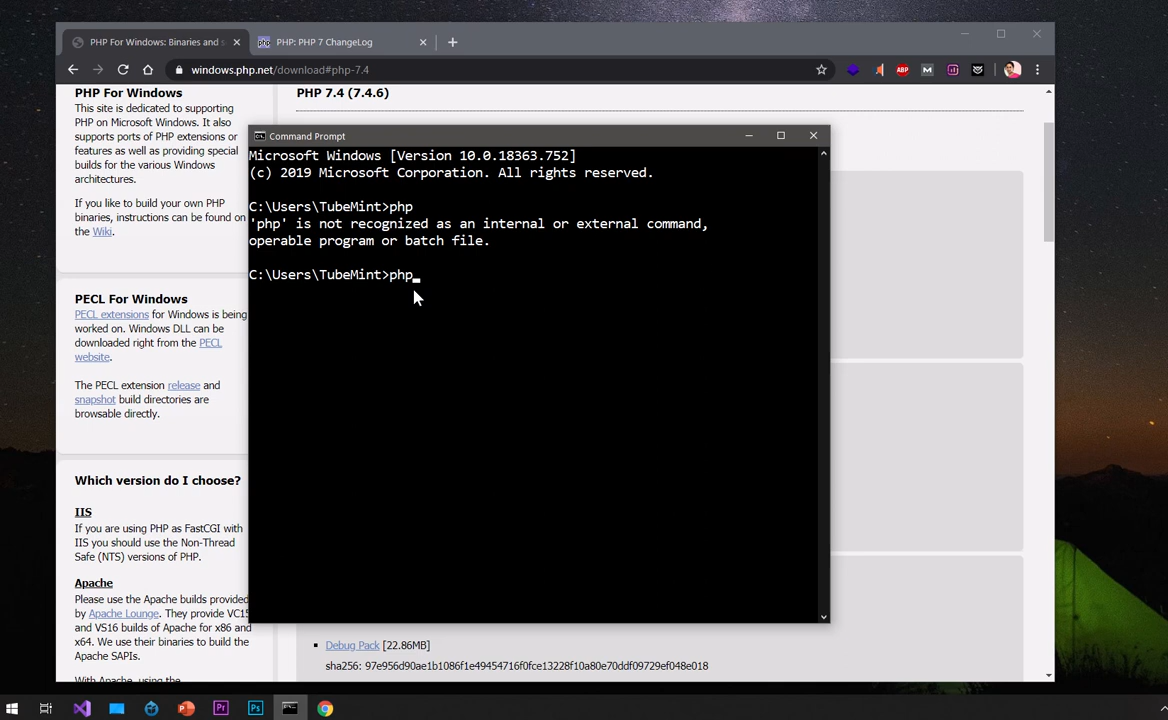 PHP For Windows: Binaries and s
PHP: PHP 7 ChangeLog
windows.php.net/download#php-7.4
PHP For Windows
This site is dedicated to supporting
PHP on Microsoft Windows. It also
supports ports of PHP extensions or
features as well as providing special
builds for the various Windows
architectures.
If you like to build your own PHP
binaries, instructions can be found on
the Wiki.
PECL For Windows
PECL extensions for Windows is being
worked on. Windows DLL can be
downloaded right from the PECL
website.
The PECL extension release and
snapshot build directories are
browsable directly.
Which version do I choose?
IIS
If you are using PHP as FastCGI with
IIS you should use the Non-Thread
Safe (NTS) versions of PHP.
Apache
Please use the Apache builds provided
by Apache Lounge. They provide VC15
and VS16 builds of Apache for x86 and
x64. We use their binaries to build the
Apache SAPIs.
With Apache, using the
PHP 7.4 (7.4.6)
Command Prompt
Microsoft Windows [Version 10.0.18363.752]
(c) 2019 Microsoft Corporation. All rights reserved.
C:\Users\TubeMint>php
'php' is not recognized as an internal or external command,
operable program or batch file.
C:\Users\TubeMint>php_
Debug Pack [22.86MB]
sha256: 97e956d90ae1b1086f1e49454716f0fce13228f10a80e70ddf09729ef048e018